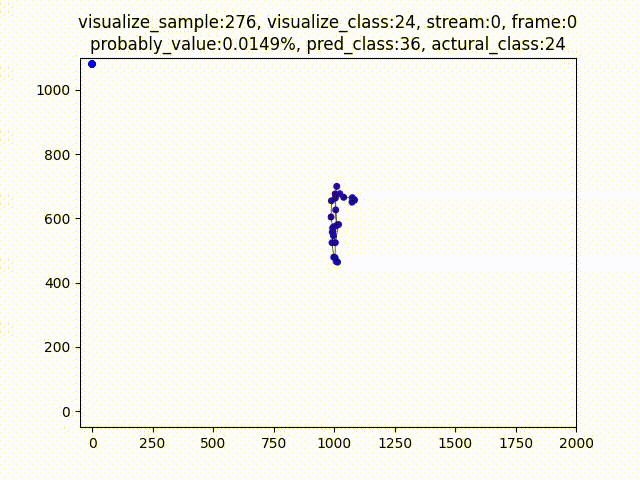 visualize_sample:276, visualize_class:24, stream:0, frame:0
probably_value:0.0149%, pred_class:36, actural_class:24
1000
800
600
400
200
0
0 250 500 750 1000 1250 1500 1750 2000